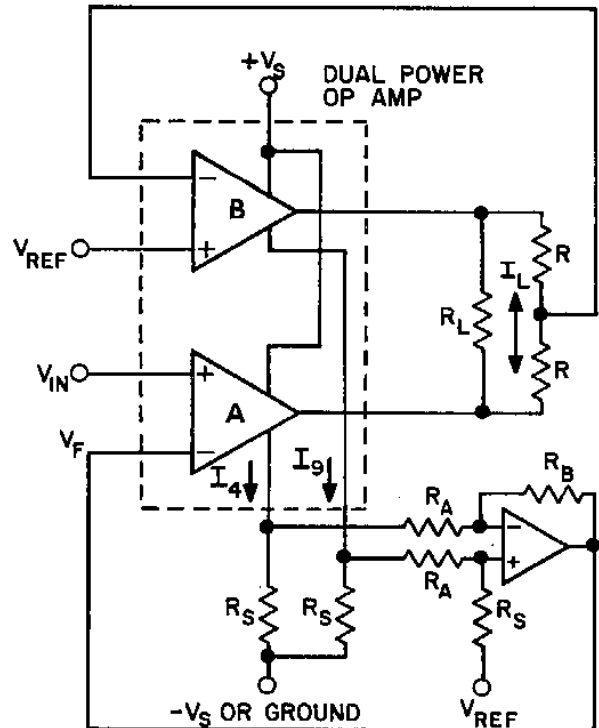 +VS
DUAL POWER
OP AMP
−
B
+
VREF
R
IL
RL
R
VIN
+
A
−
VF
I4
I9
RB
RA
−
+
RA
RS
RS
RS
−VS OR GROUND
VREF